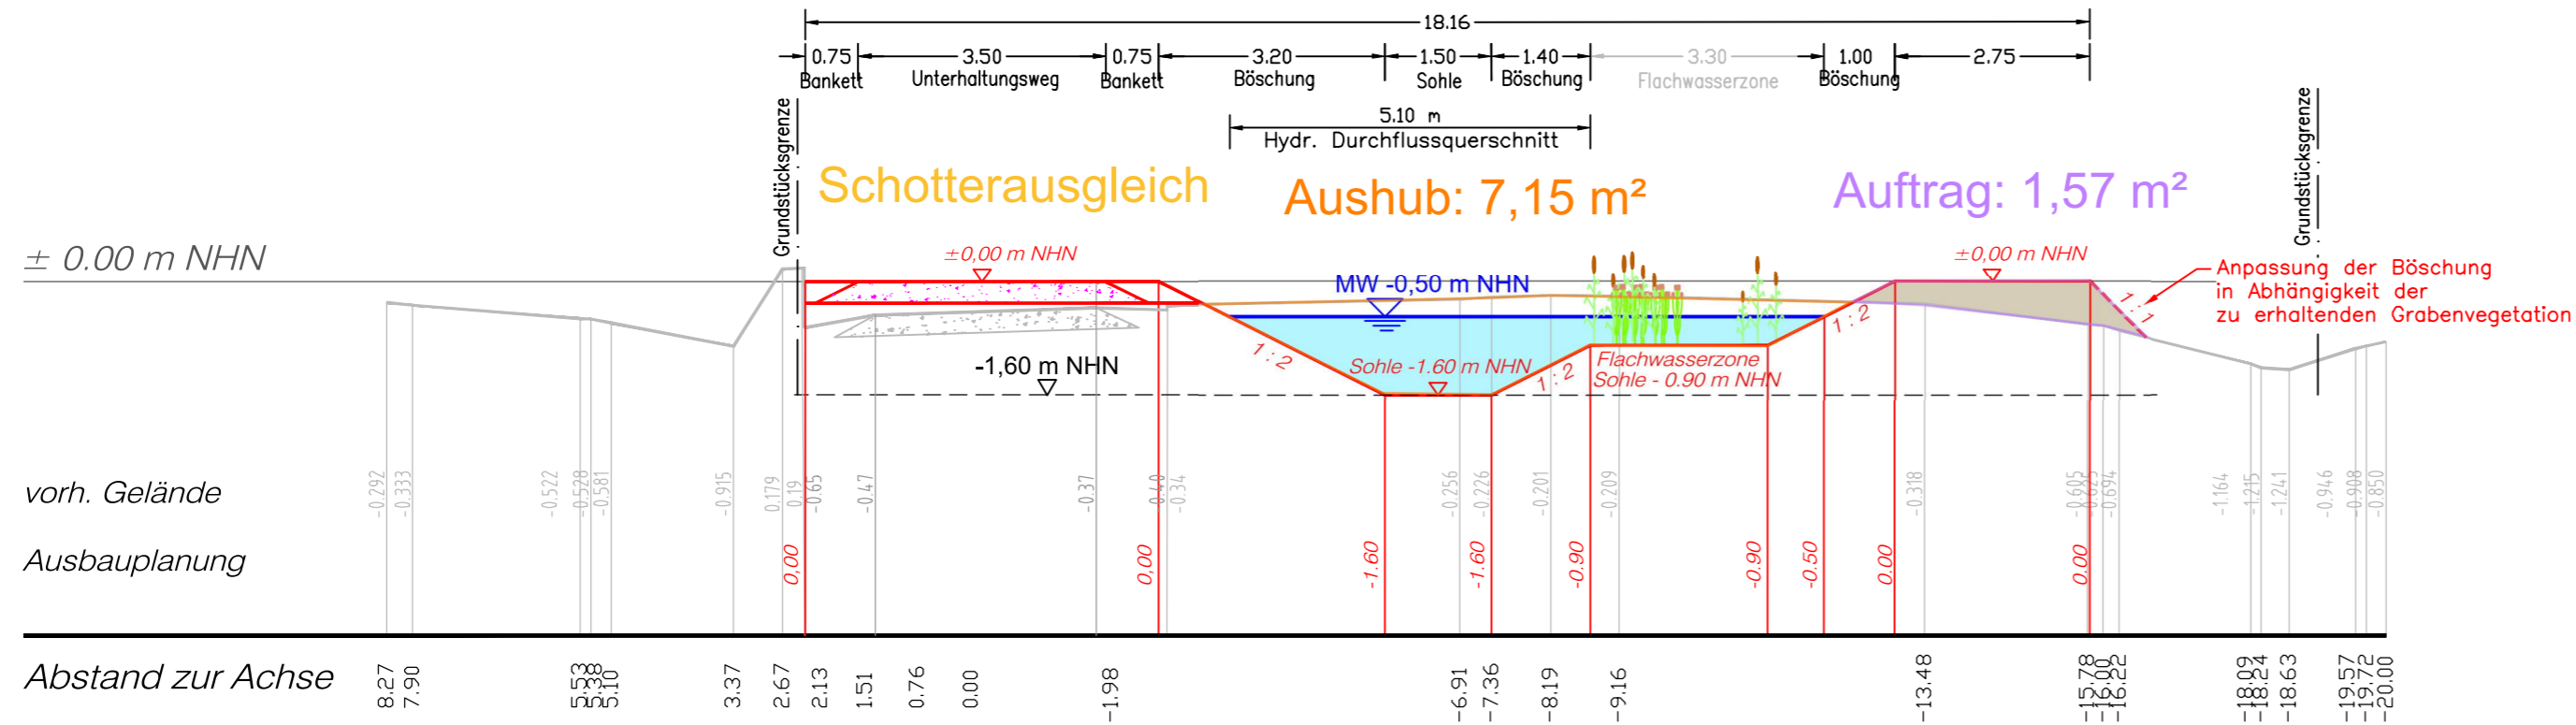 18.16
0.75 3.50 0.75 3.20 1.50 1.40 3.30 1.00 2.75
Bankett Unterhaltungsweg Bankett Böschung Sohle Böschung Flachwasserzone Böschung
5.10 m
Hydr. Durchflussquerschnitt
Grundstücksgrenze
Grundstücksgrenze
Schotterausgleich
Aushub: 7,15 m²
Auftrag: 1,57 m²
± 0.00 m NHN
±0,00 m NHN
±0,00 m NHN
MW -0,50 m NHN
Anpassung der Böschung
in Abhängigkeit der
zu erhaltenden Grabenvegetation
1:2
1:1
-1,60 m NHN
1:2
Sohle -1.60 m NHN
1:2
Flachwasserzone
Sohle - 0.90 m NHN
vorh. Gelände
-0.292 -0.333 -0.522 -0.528 -0.581 -0.915 0.179 0.19 -0.65 -0.47 -0.37 -0.40 -0.34 -0.256 -0.226 -0.201 -0.209 -0.318 -0.605 -0.625 -0.694 -1.164 -1.215 -1.241 -0.946 -0.908 -0.850
Ausbauplanung
0,00 0,00 -1.60 -1.60 -0.90 -0.90 -0.50 0.00 0.00
Abstand zur Achse
8.27 7.90 5.53 5.38 5.10 3.37 2.67 2.13 1.51 0.76 0.00 -1.98 -6.91 -7.36 -8.19 -9.16 -13.48 -15.78 -16.00 -16.22 -18.09 -18.24 -18.63 -19.57 -19.72 -20.00